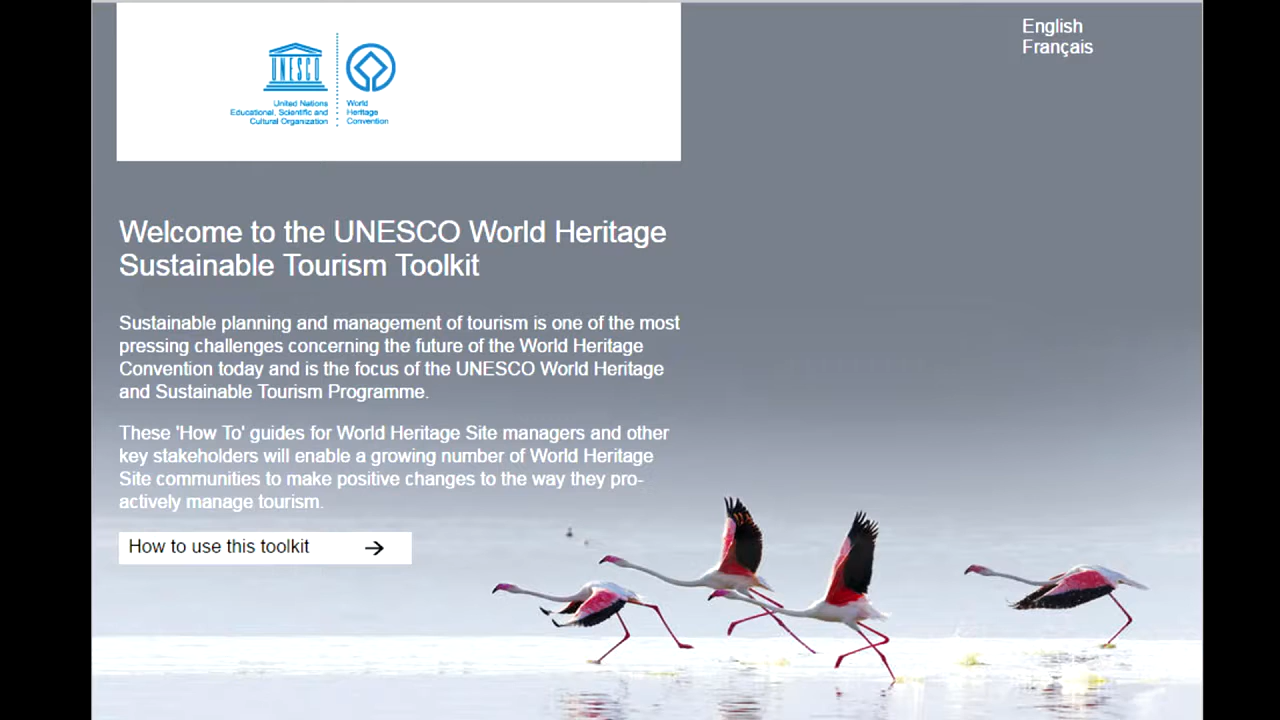 English
Français
UNESCO
United Nations
Educational, Scientific and
Cultural Organization
World
Heritage
Convention
Welcome to the UNESCO World Heritage
Sustainable Tourism Toolkit
Sustainable planning and management of tourism is one of the most
pressing challenges concerning the future of the World Heritage
Convention today and is the focus of the UNESCO World Heritage
and Sustainable Tourism Programme.
These 'How To' guides for World Heritage Site managers and other
key stakeholders will enable a growing number of World Heritage
Site communities to make positive changes to the way they pro-
actively manage tourism.
How to use this toolkit →